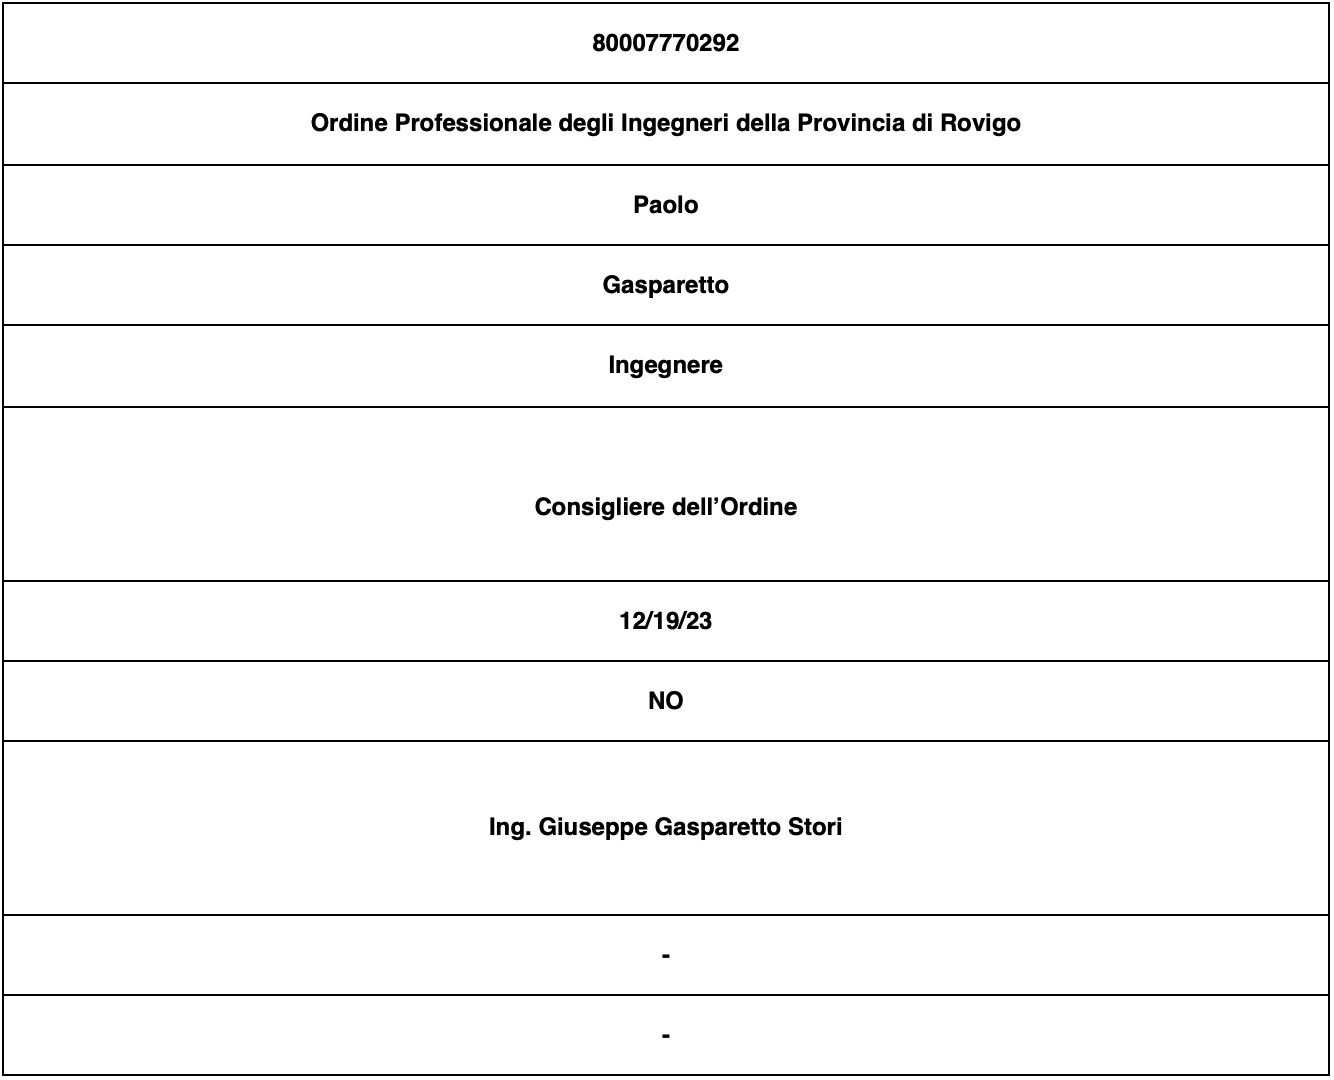 80007770292
Ordine Professionale degli Ingegneri della Provincia di Rovigo
Paolo
Gasparetto
Ingegnere
Consigliere dell’Ordine
12/19/23
NO
Ing. Giuseppe Gasparetto Stori
-
-